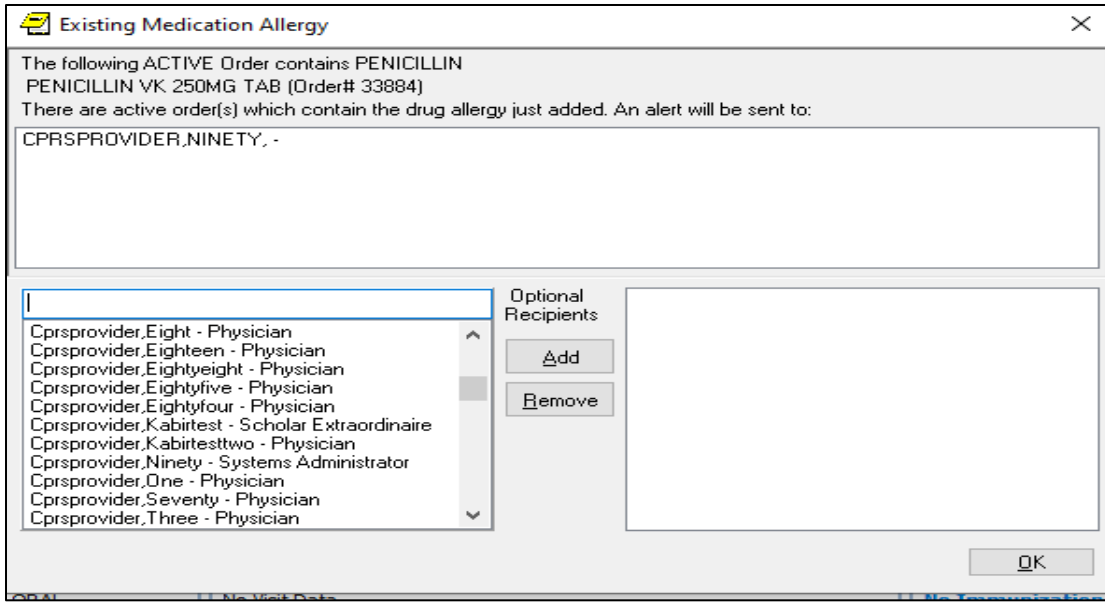 Existing Medication Allergy
The following ACTIVE Order contains PENICILLIN
PENICILLIN VK 250MG TAB (Order# 33884)
There are active order(s) which contain the drug allergy just added. An alert will be sent to:
CPRSPROVIDER,NINETY, -
Optional
Recipients
Cprsprovider,Eight - Physician
Cprsprovider,Eighteen - Physician
Cprsprovider,Eightyeight - Physician
Cprsprovider,Eightyfive - Physician
Cprsprovider,Eightyfour - Physician
Cprsprovider,Kabirtest - Scholar Extraordinaire
Cprsprovider,Kabirtesttwo - Physician
Cprsprovider,Ninety - Systems Administrator
Cprsprovider,One - Physician
Cprsprovider,Seventy - Physician
Cprsprovider,Three - Physician
Add
Remove
OK
No Visit Data
No Immunization